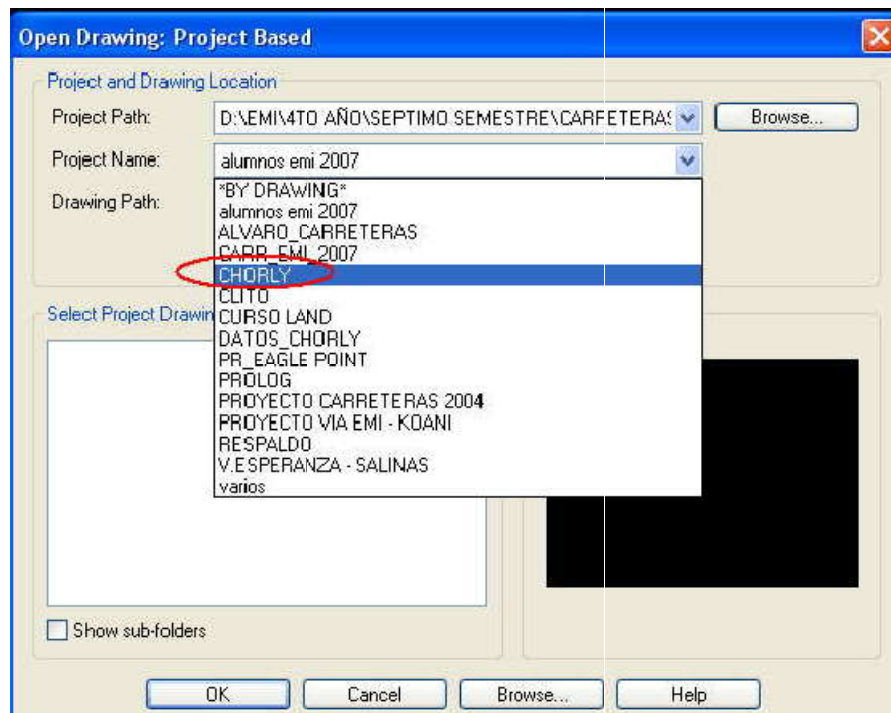 Open Drawing: Project Based
Project and Drawing Location
Project Path:
D:\EMI\4TO AÑO\SEPTIMO SEMESTRE\CARRETERAS
Browse...
Project Name:
alumnos emi 2007
Drawing Path:
*BY DRAWING*
alumnos emi 2007
ALVARO_CARRETERAS
CARR_EMI_2007
CHORLY
CLITO
Select Project Drawin
CURSO LAND
DATOS_CHORLY
PR_EAGLE POINT
PROLOG
PROYECTO CARRETERAS 2004
PROYECTO VIA EMI - KOANI
RESPALDO
V.ESPERANZA - SALINAS
varios
Show sub-folders
OK
Cancel
Browse...
Help